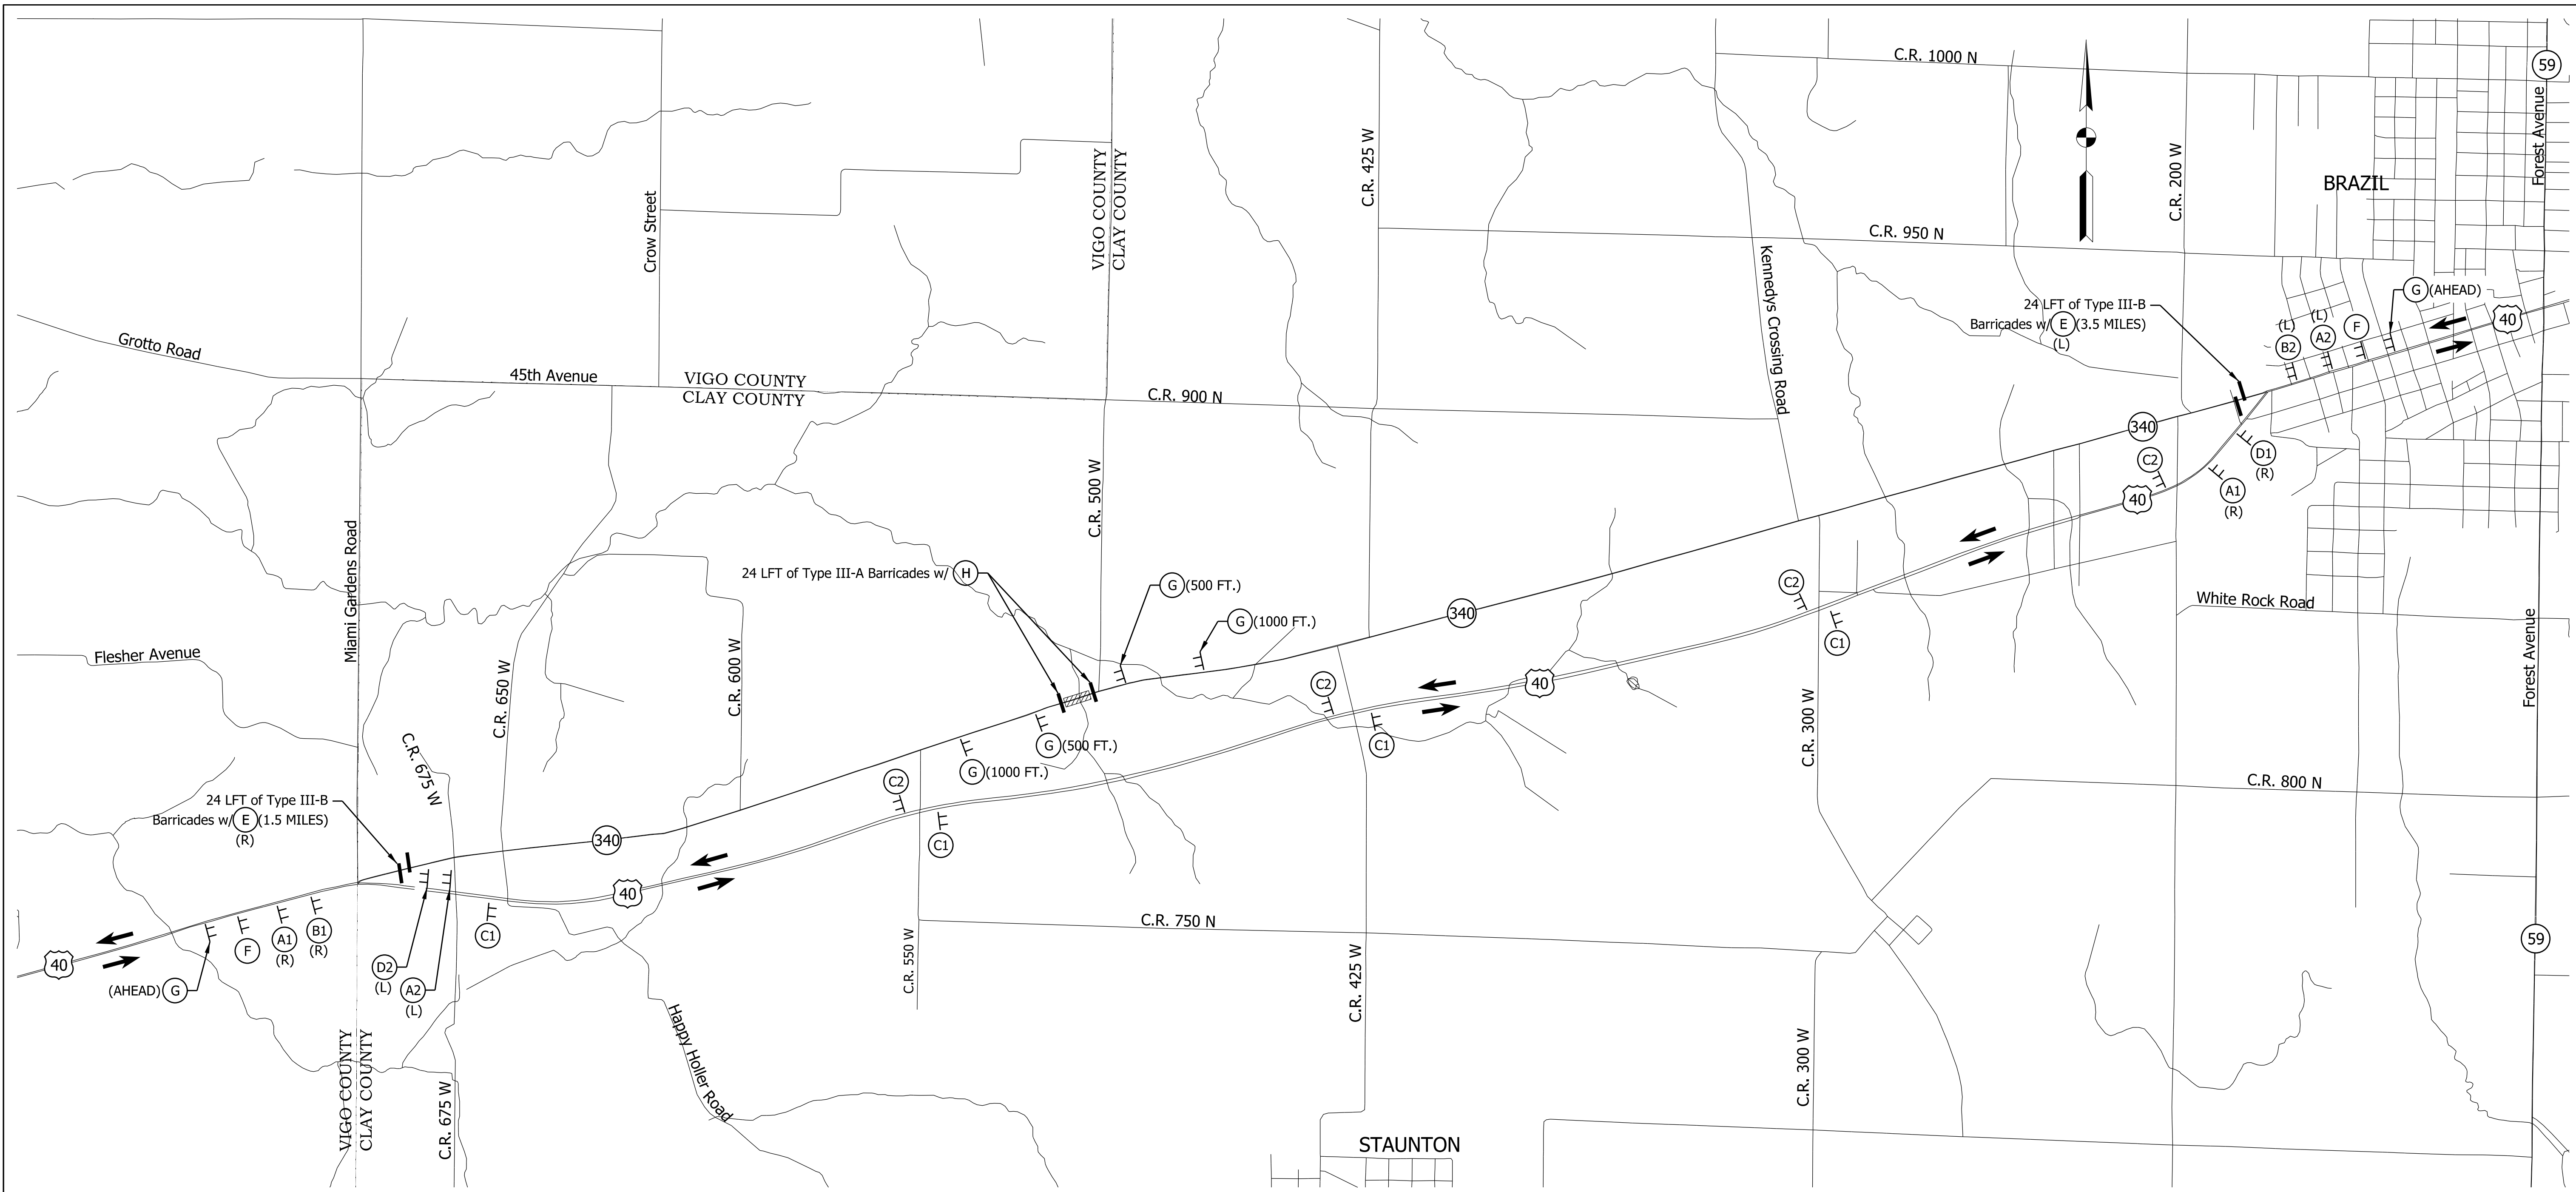 C.R. 1000 N
59
Forest Avenue
C.R. 425 W
C.R. 200 W
BRAZIL
VIGO COUNTY
CLAY COUNTY
Crow Street
C.R. 950 N
Kennedys Crossing Road
G (AHEAD)
24 LFT of Type III-B
Barricades w/ E (3.5 MILES)
(L)
(L)
B2
(L)
A2
F
40
Grotto Road
45th Avenue
VIGO COUNTY
CLAY COUNTY
C.R. 900 N
340
C2
D1
(R)
A1
(R)
40
C.R. 500 W
Miami Gardens Road
24 LFT of Type III-A Barricades w/ H
G (500 FT.)
G (1000 FT.)
340
C2
C1
White Rock Road
Flesher Avenue
C.R. 650 W
C.R. 600 W
Forest Avenue
C2
40
C1
C.R. 300 W
G (500 FT.)
G (1000 FT.)
C.R. 675 W
C2
C1
C.R. 800 N
24 LFT of Type III-B
Barricades w/ E (1.5 MILES)
(R)
340
40
C1
C.R. 750 N
F
A1
(R)
B1
(R)
40
(AHEAD) G
D2
(L)
A2
(L)
C.R. 550 W
C.R. 425 W
59
Happy Holler Road
VIGO COUNTY
CLAY COUNTY
C.R. 675 W
C.R. 300 W
STAUNTON